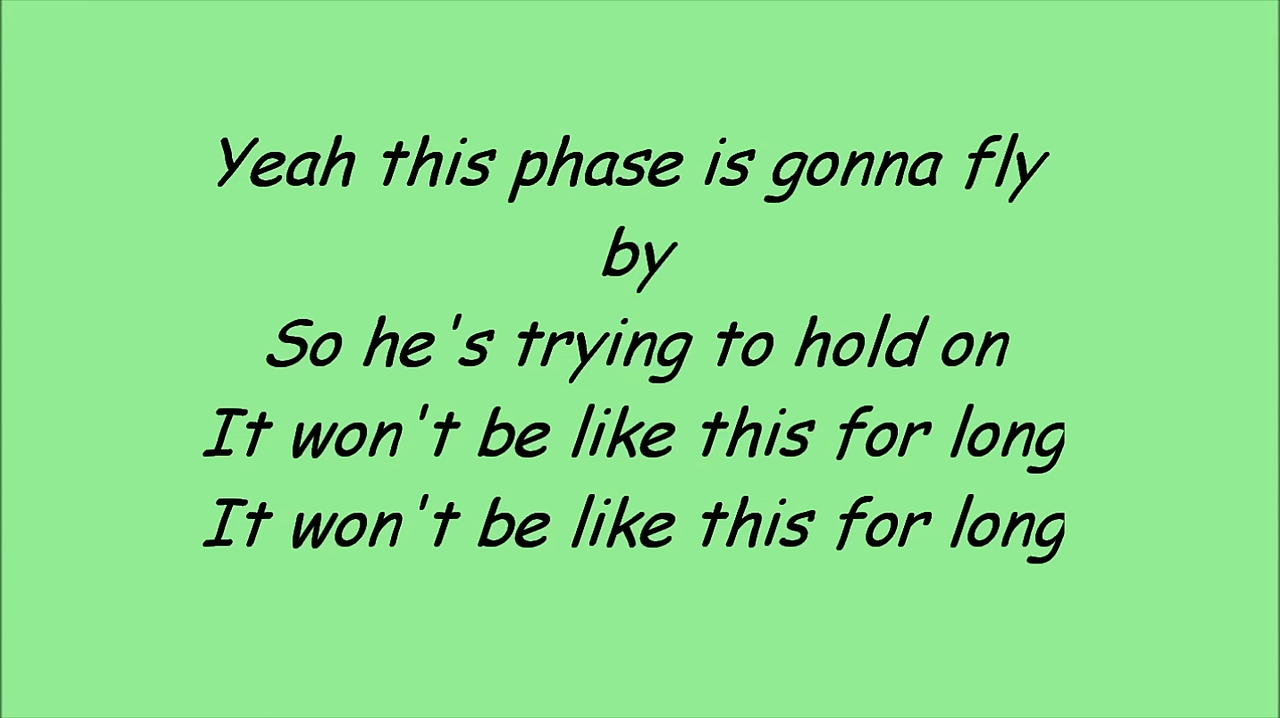 Yeah this phase is gonna fly
by
So he's trying to hold on
It won't be like this for long
It won't be like this for long